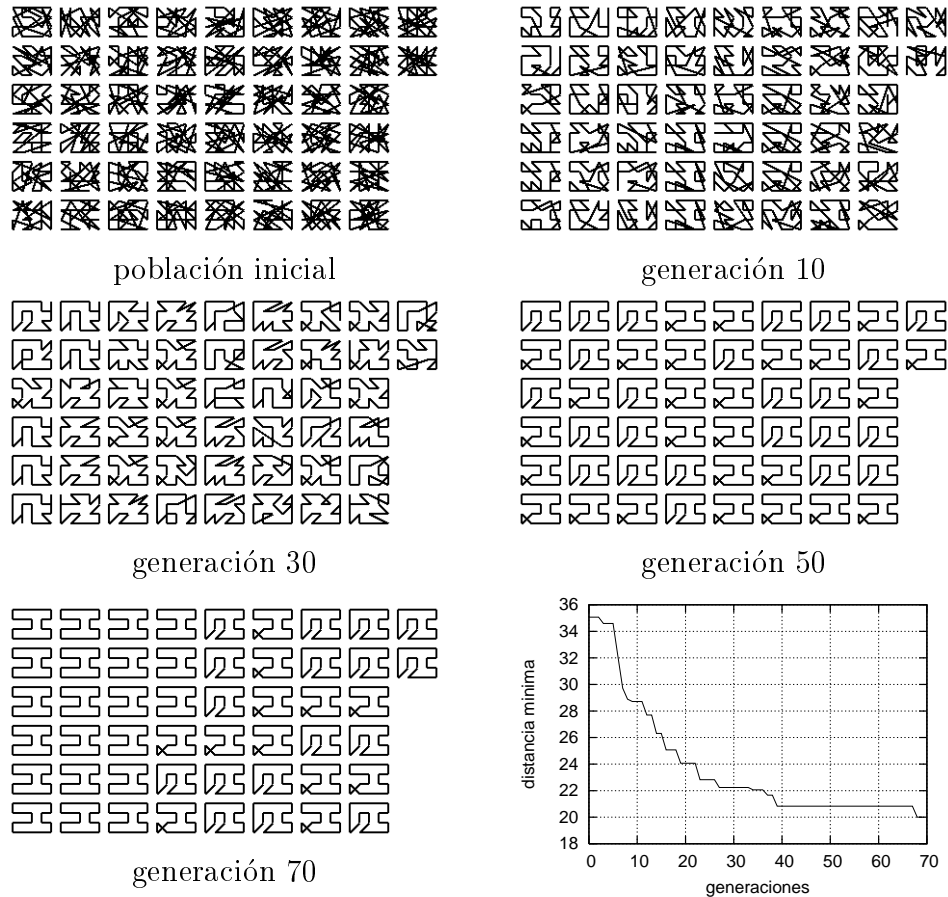 población inicial
generación 10
generación 30
generación 50
generación 70
36
34
32
30
28
26
24
22
20
18
distancia minima
0 10 20 30 40 50 60 70
generaciones